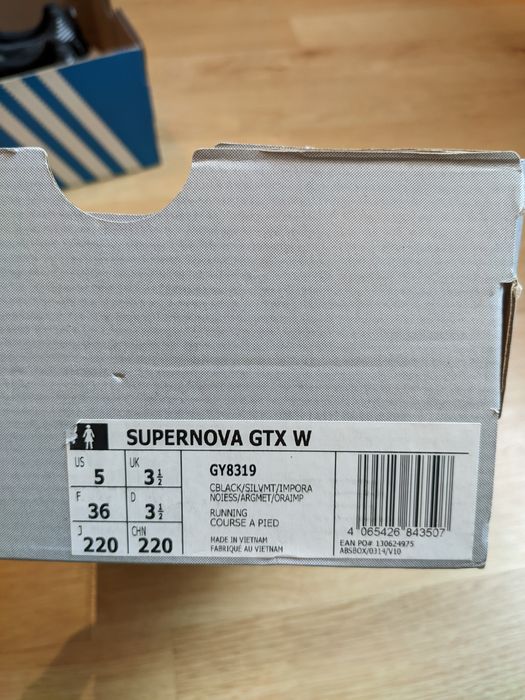 SUPERNOVA GTX W
US 5 UK 3½
F 36 D 3½
J 220 CHN 220
GY8319
CBLACK/SILVMT/IMPORA
NOIESS/ARGMET/ORAIMP
RUNNING
COURSE A PIED
MADE IN VIETNAM
FABRIQUÉ AU VIETNAM
4 065426 843507
EAN PO# 130624975
ABSBOX/0314/V10